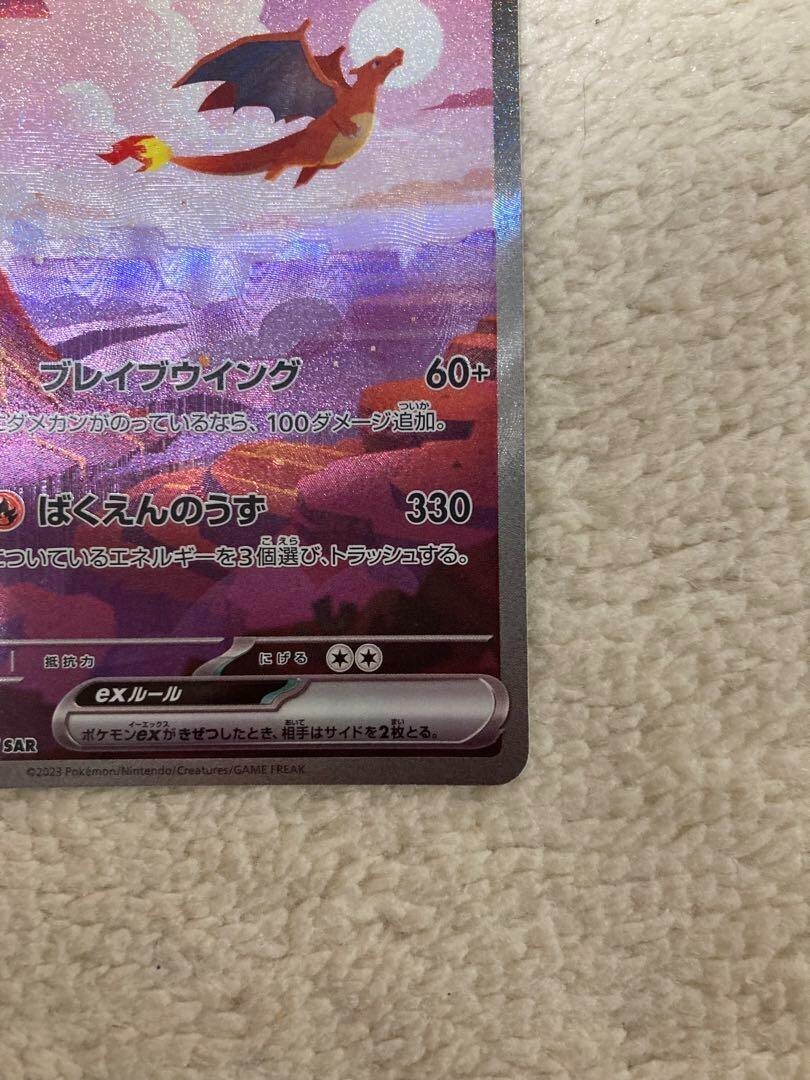 ブレイブウイング 60+
ダメカンがのっているなら、100ダメージ追加。
ばくえんのうず 330
についているエネルギーを3個選び、トラッシュする。
抵抗力 にげる
exルール
ポケモンexがきぜつしたとき、相手はサイドを2枚とる。
SAR
©2023 Pokémon/Nintendo/Creatures/GAME FREAK